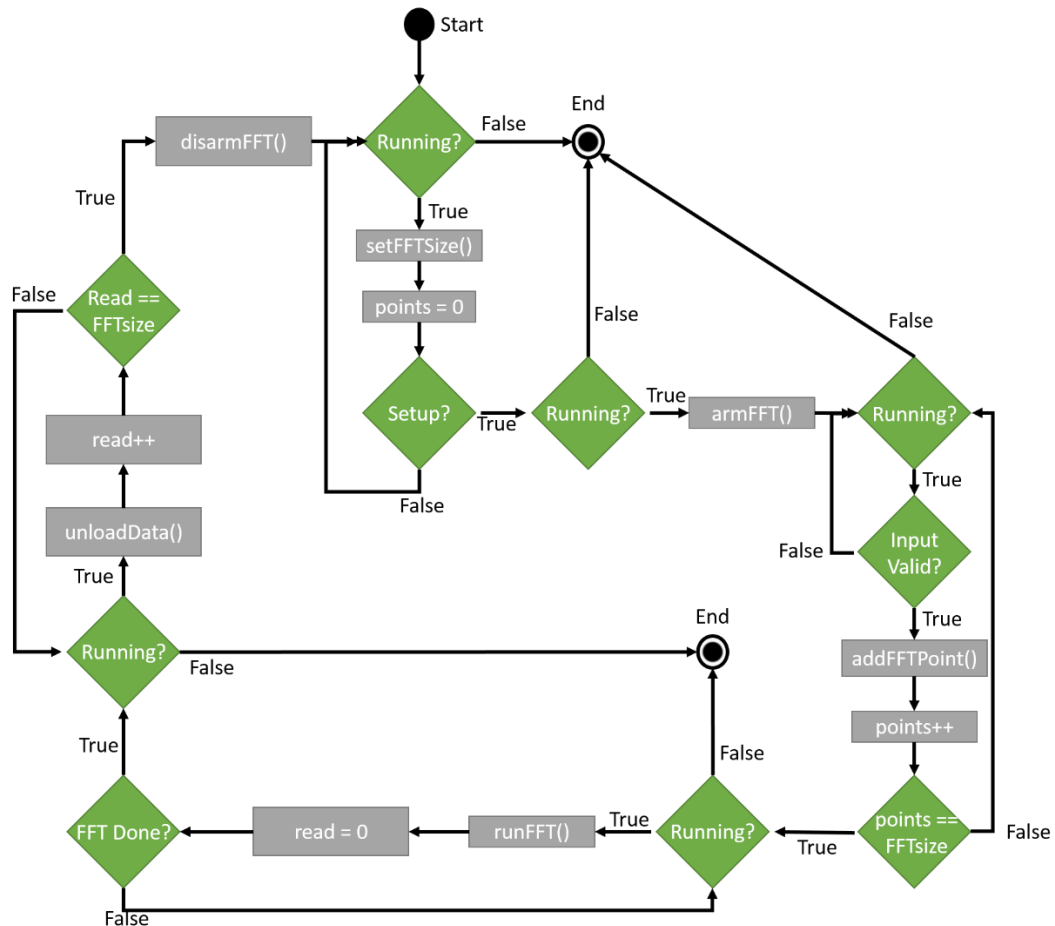 Start
End
disarmFFT()
Running?
False
True
True
setFFTSize()
Read ==
FFTsize
False
points = 0
False
False
Setup?
True
Running?
True
armFFT()
Running?
read++
False
True
unloadData()
False
Input
Valid?
True
True
Running?
False
End
addFFTPoint()
points++
True
False
FFT Done?
read = 0
runFFT()
True
Running?
True
points ==
FFTsize
False
False